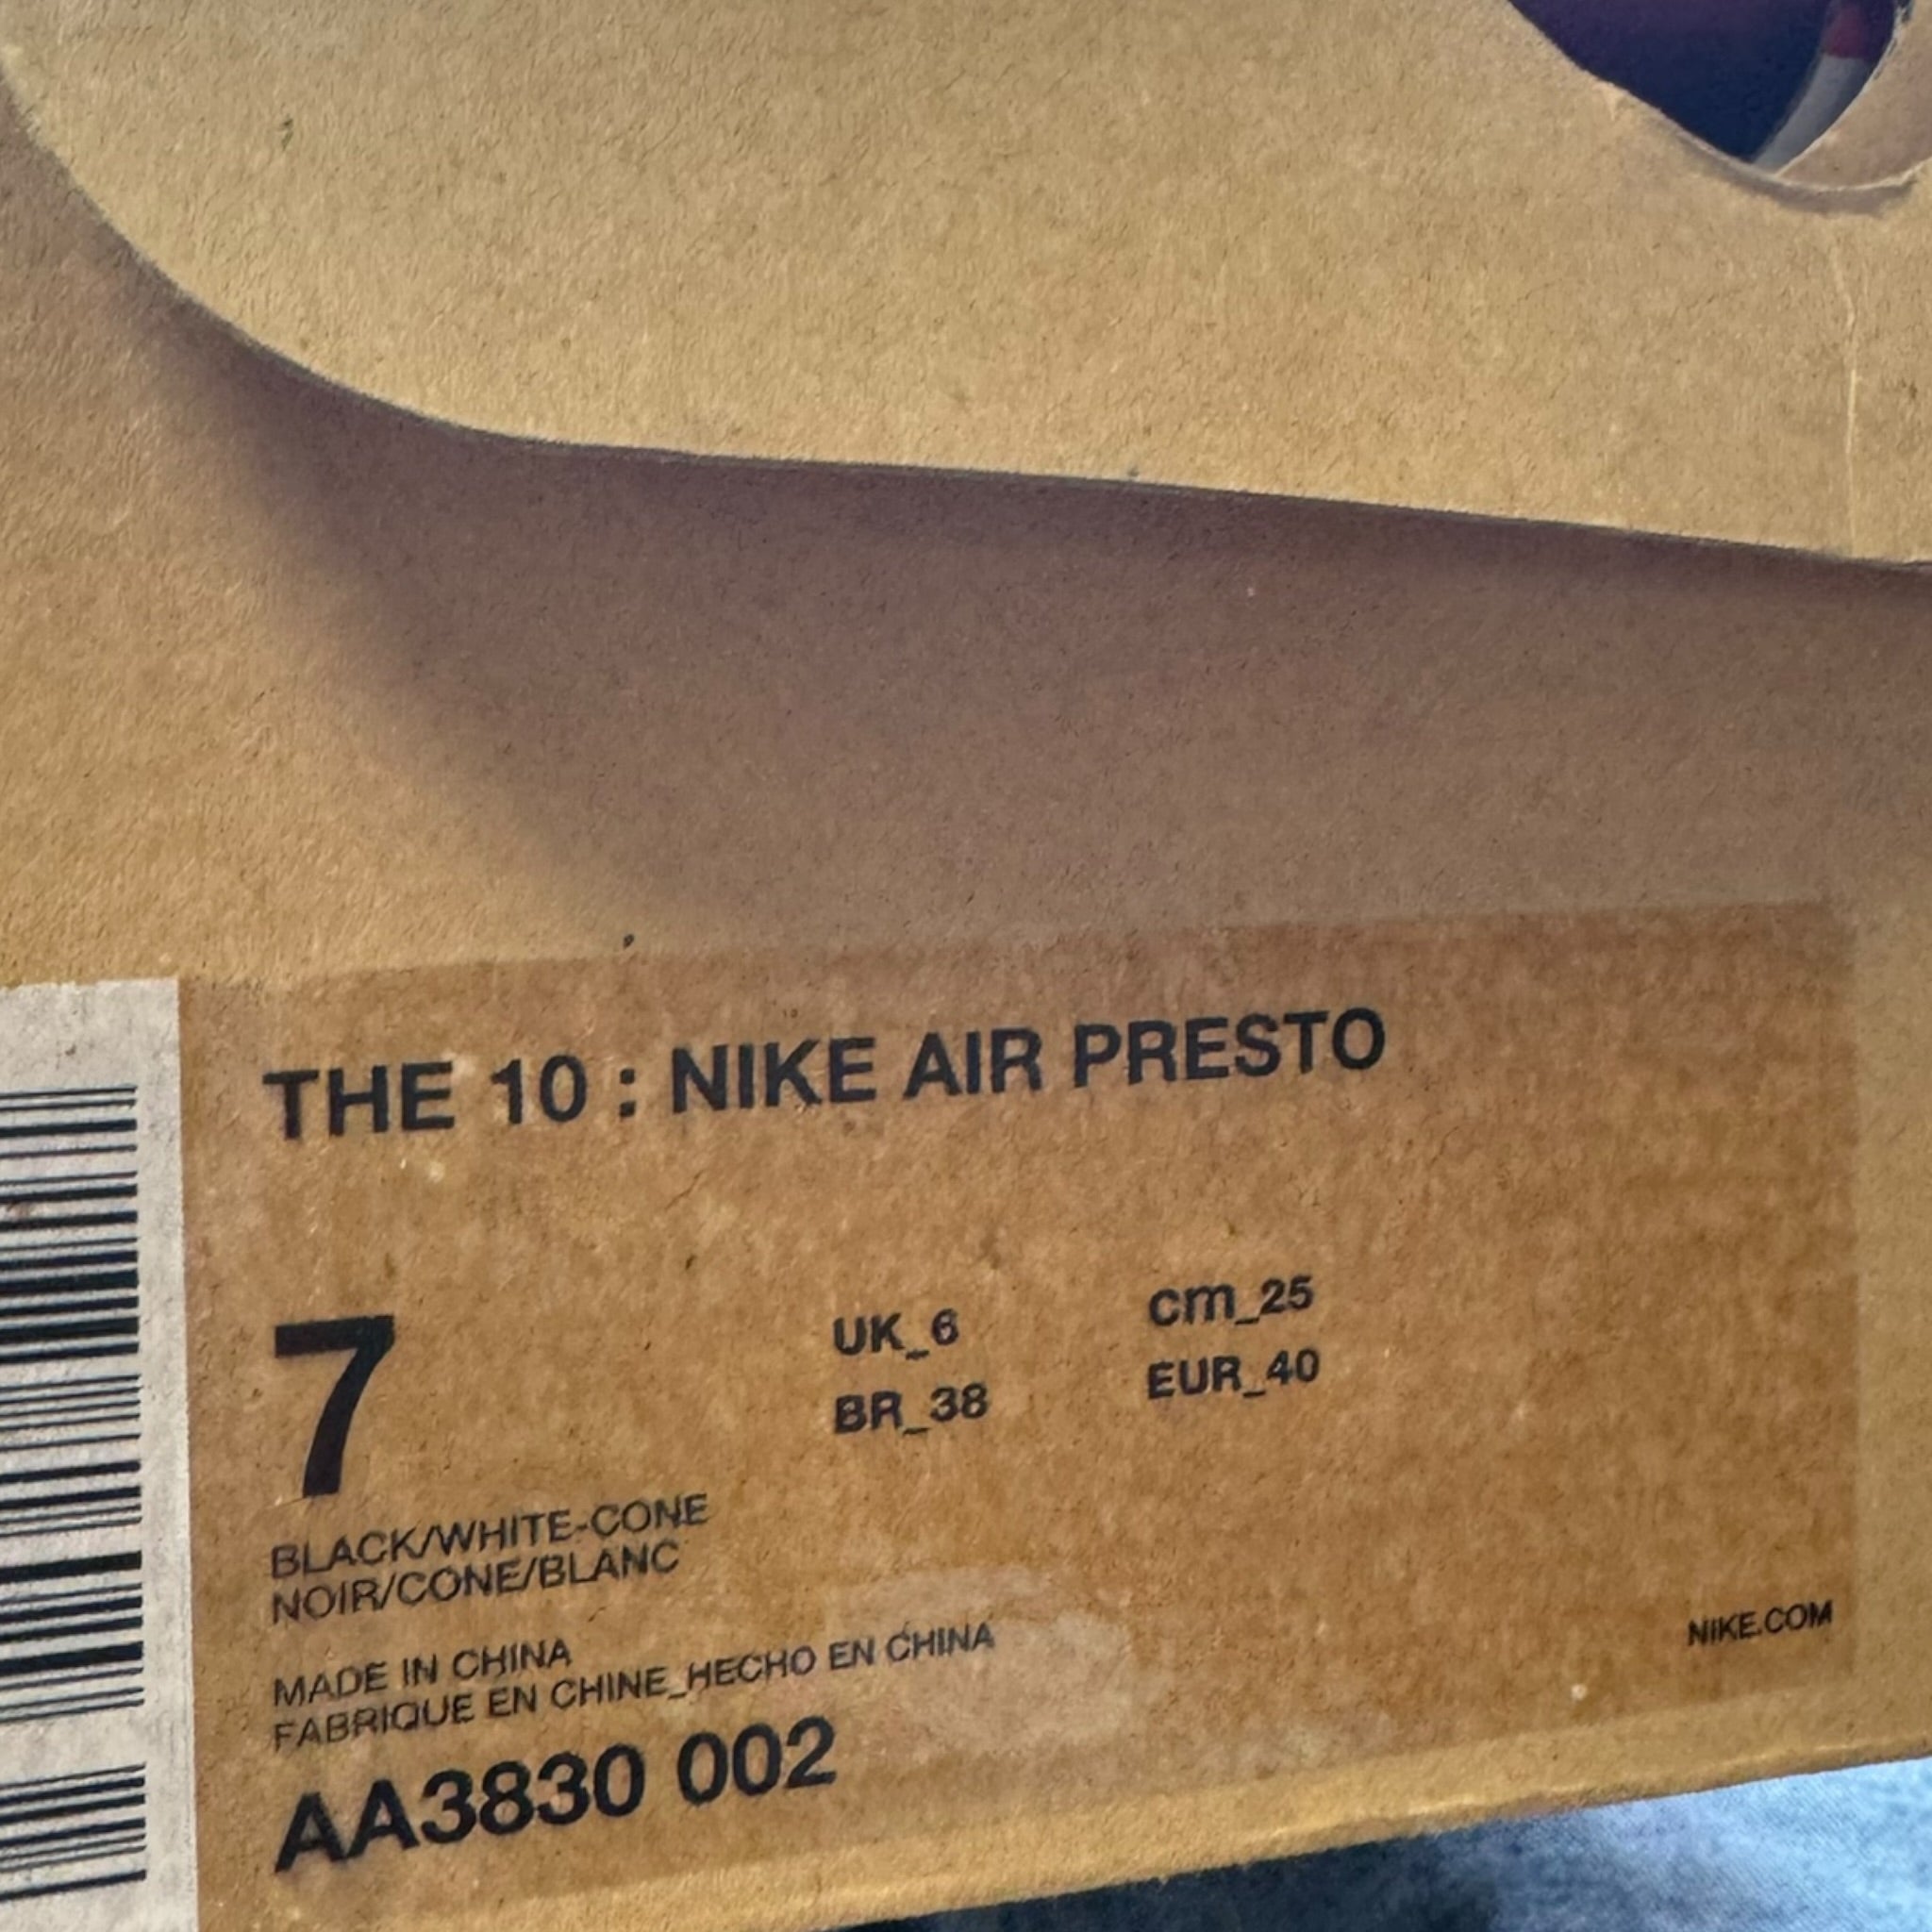 THE 10 : NIKE AIR PRESTO
7
UK_6
cm_25
BR_38
EUR_40
BLACK/WHITE-CONE
NOIR/CONE/BLANC
MADE IN CHINA
FABRIQUE EN CHINE_HECHO EN CHINA
NIKE.COM
AA3830 002